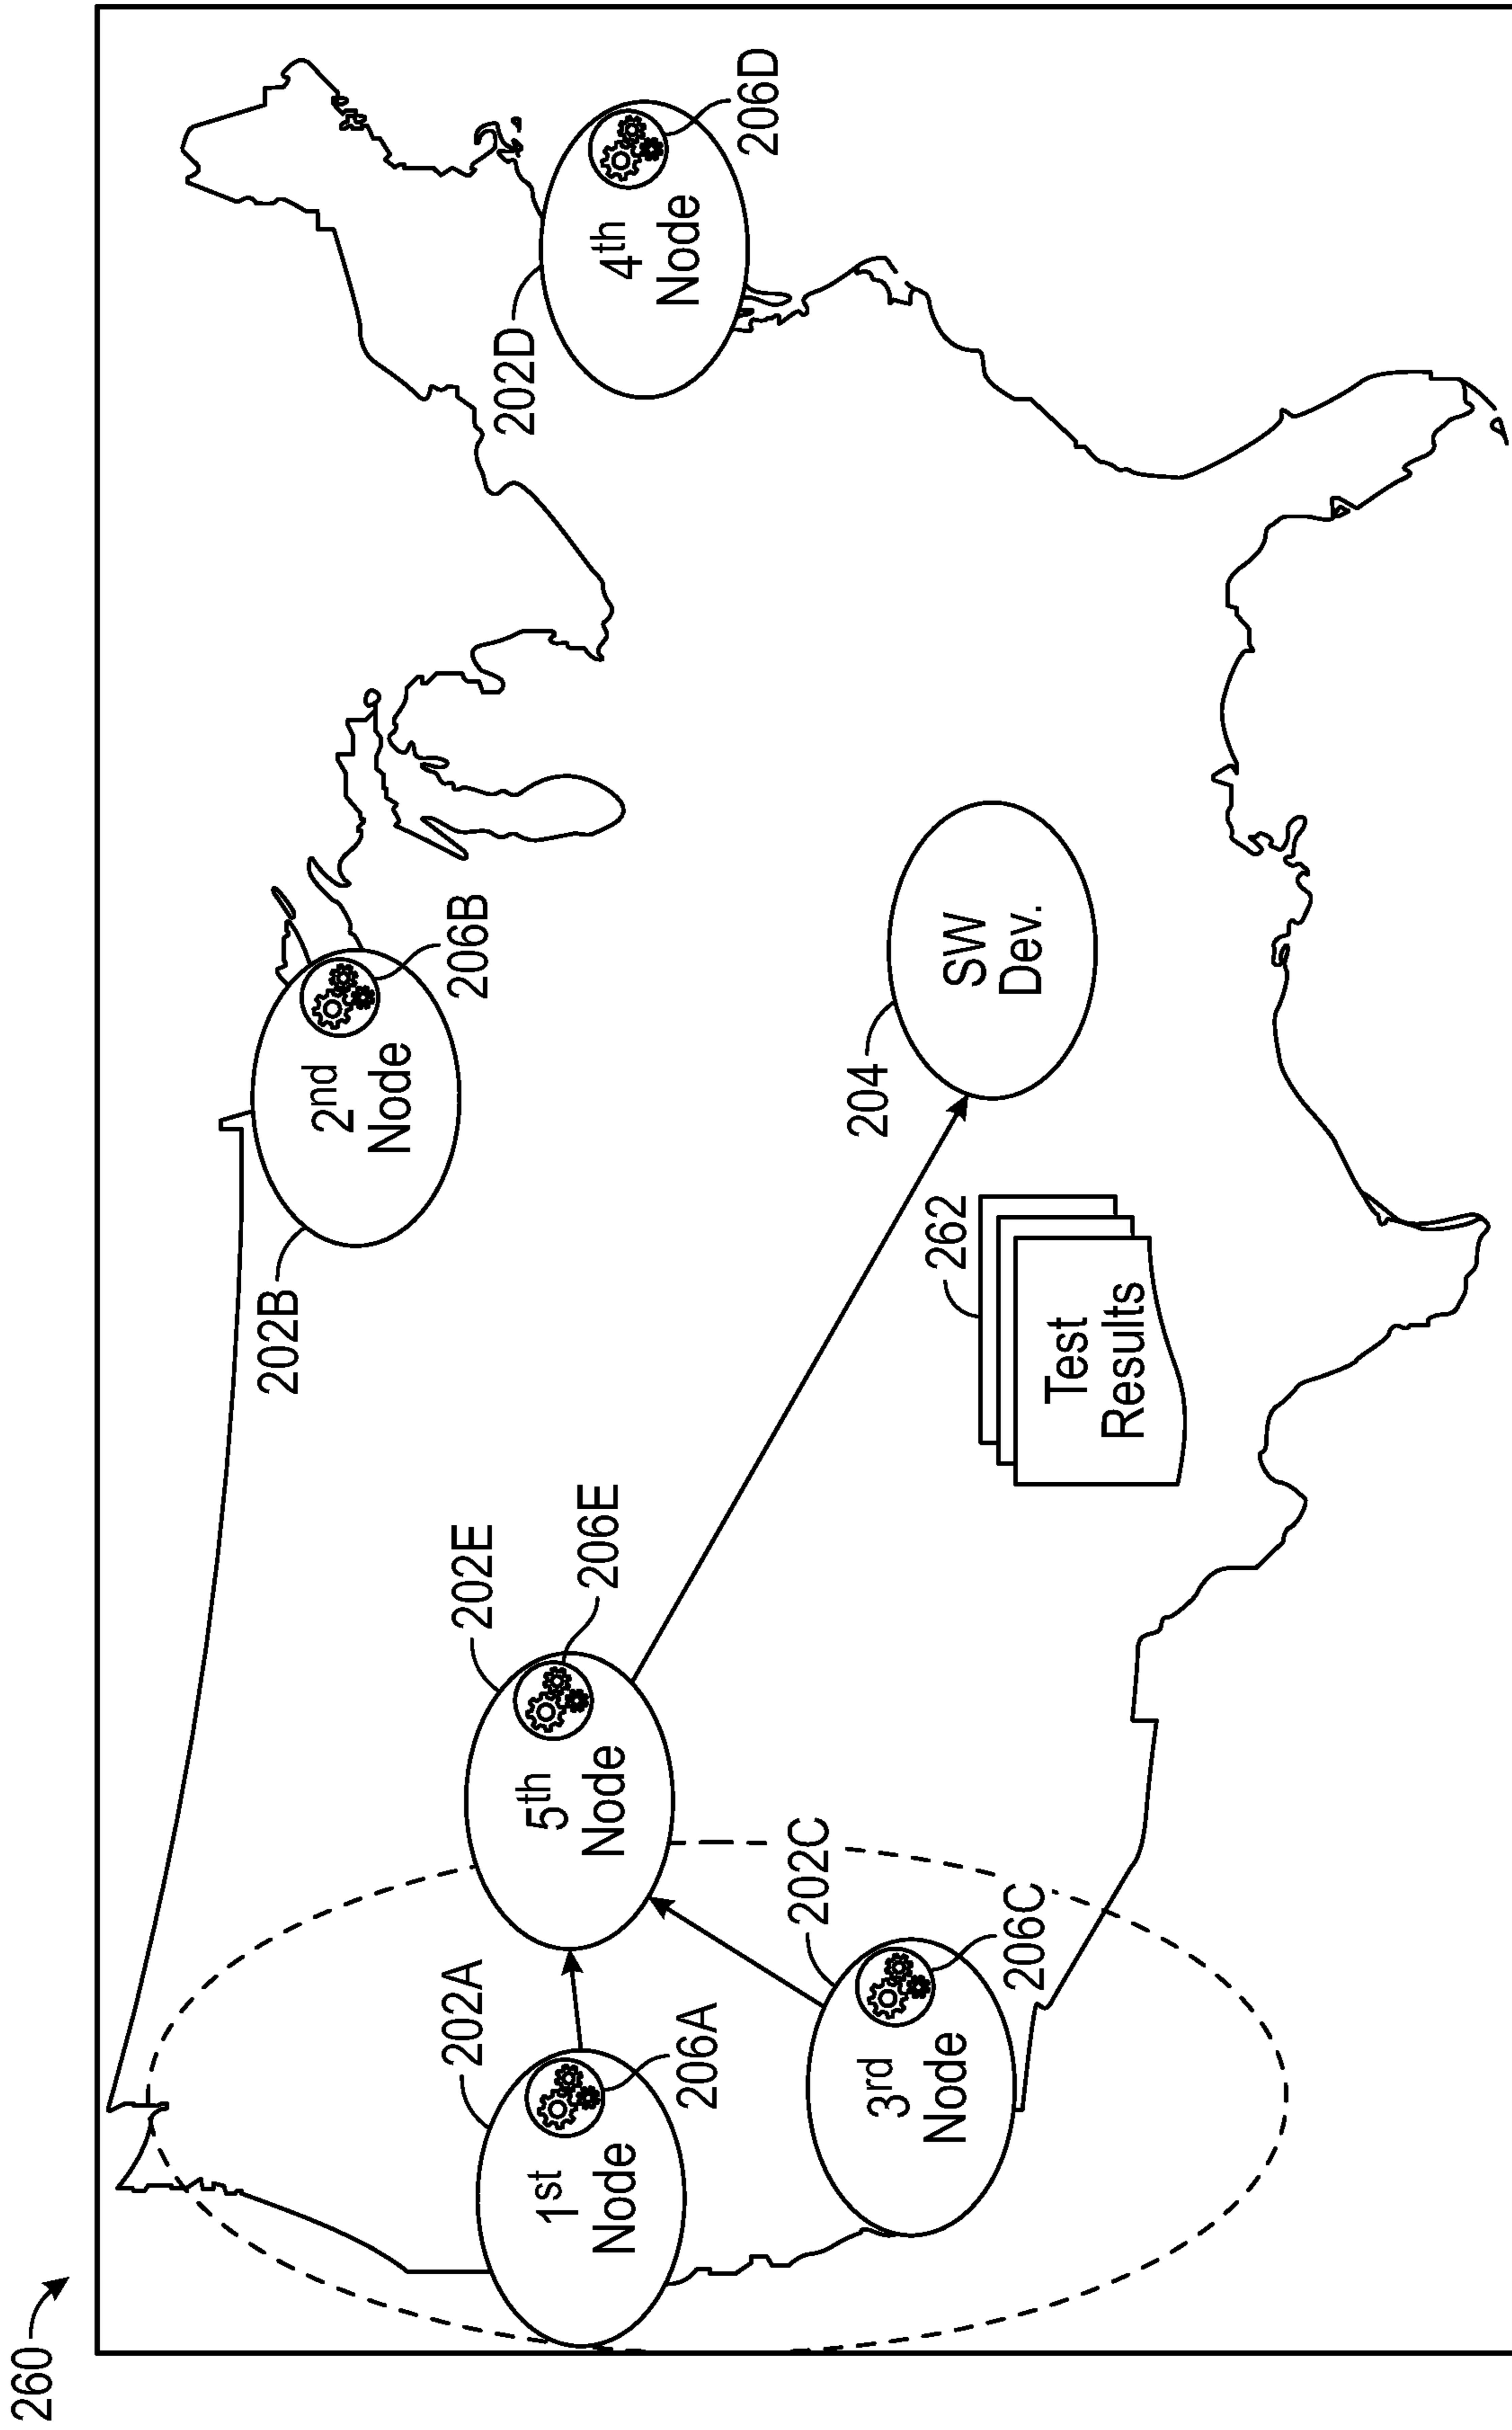 260
202B
2nd
Node
206B
202D
4th
Node
206D
202A
1st
Node
206A
202E
5th
Node
206E
202C
3rd
Node
206C
204
SW
Dev.
262
Test
Results